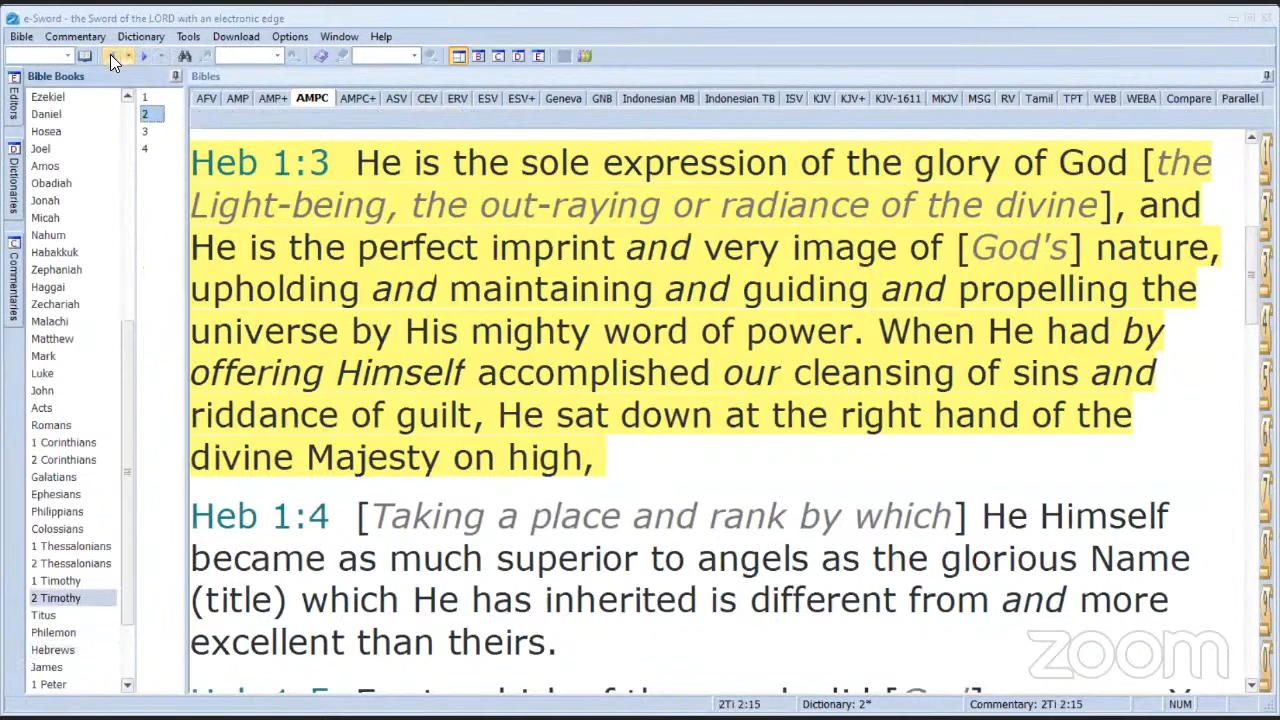 e-Sword - the Sword of the LORD with an electronic edge
Bible Commentary Dictionary Tools Download Options Window Help
B C D E
Bible Books
Bibles
AFV AMP AMP+ AMPC AMPC+ ASV CEV ERV ESV ESV+ Geneva GNB Indonesian MB Indonesian TB ISV KJV KJV+ KJV-1611 MKJV MSG RV Tamil TPT WEB WEBA Compare Parallel
E Editors
D Dictionaries
C Commentaries
Ezekiel
Daniel
Hosea
Joel
Amos
Obadiah
Jonah
Micah
Nahum
Habakkuk
Zephaniah
Haggai
Zechariah
Malachi
Matthew
Mark
Luke
John
Acts
Romans
1 Corinthians
2 Corinthians
Galatians
Ephesians
Philippians
Colossians
1 Thessalonians
2 Thessalonians
1 Timothy
2 Timothy
Titus
Philemon
Hebrews
James
1 Peter
1
2
3
4
Heb 1:3 He is the sole expression of the glory of God [the
Light-being, the out-raying or radiance of the divine], and
He is the perfect imprint and very image of [God's] nature,
upholding and maintaining and guiding and propelling the
universe by His mighty word of power. When He had by
offering Himself accomplished our cleansing of sins and
riddance of guilt, He sat down at the right hand of the
divine Majesty on high,
Heb 1:4 [Taking a place and rank by which] He Himself
became as much superior to angels as the glorious Name
(title) which He has inherited is different from and more
excellent than theirs.
zoom
2Ti 2:15 Dictionary: 2* Commentary: 2Ti 2:15 NUM